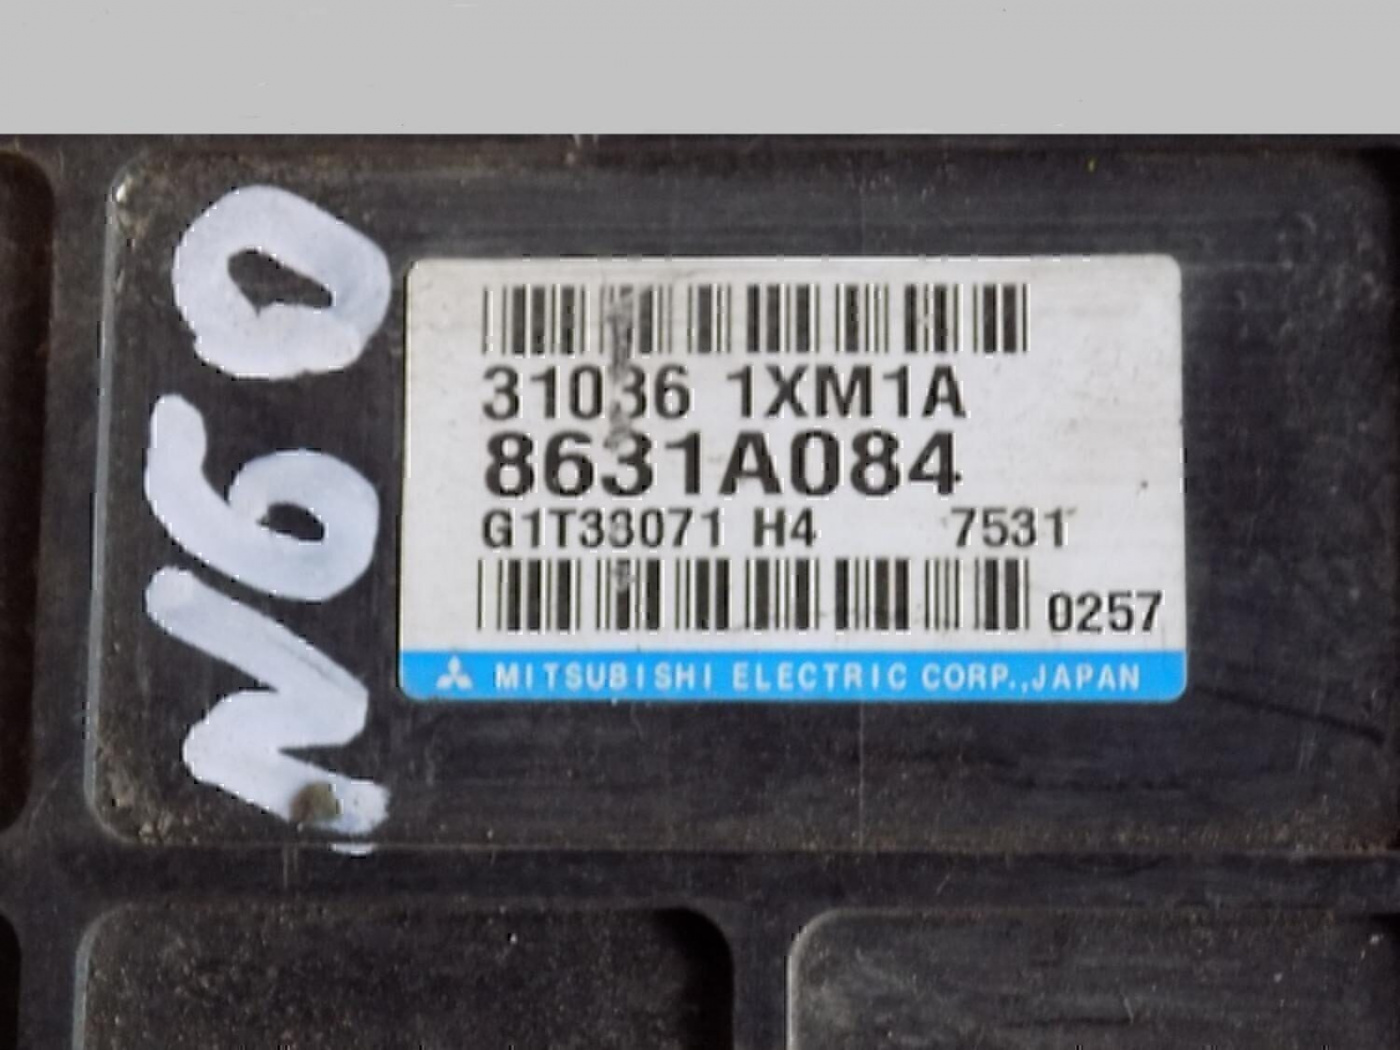 N60
31036 1XM1A
8631A084
G1T33071 H4 7531
0257
MITSUBISHI ELECTRIC CORP.,JAPAN